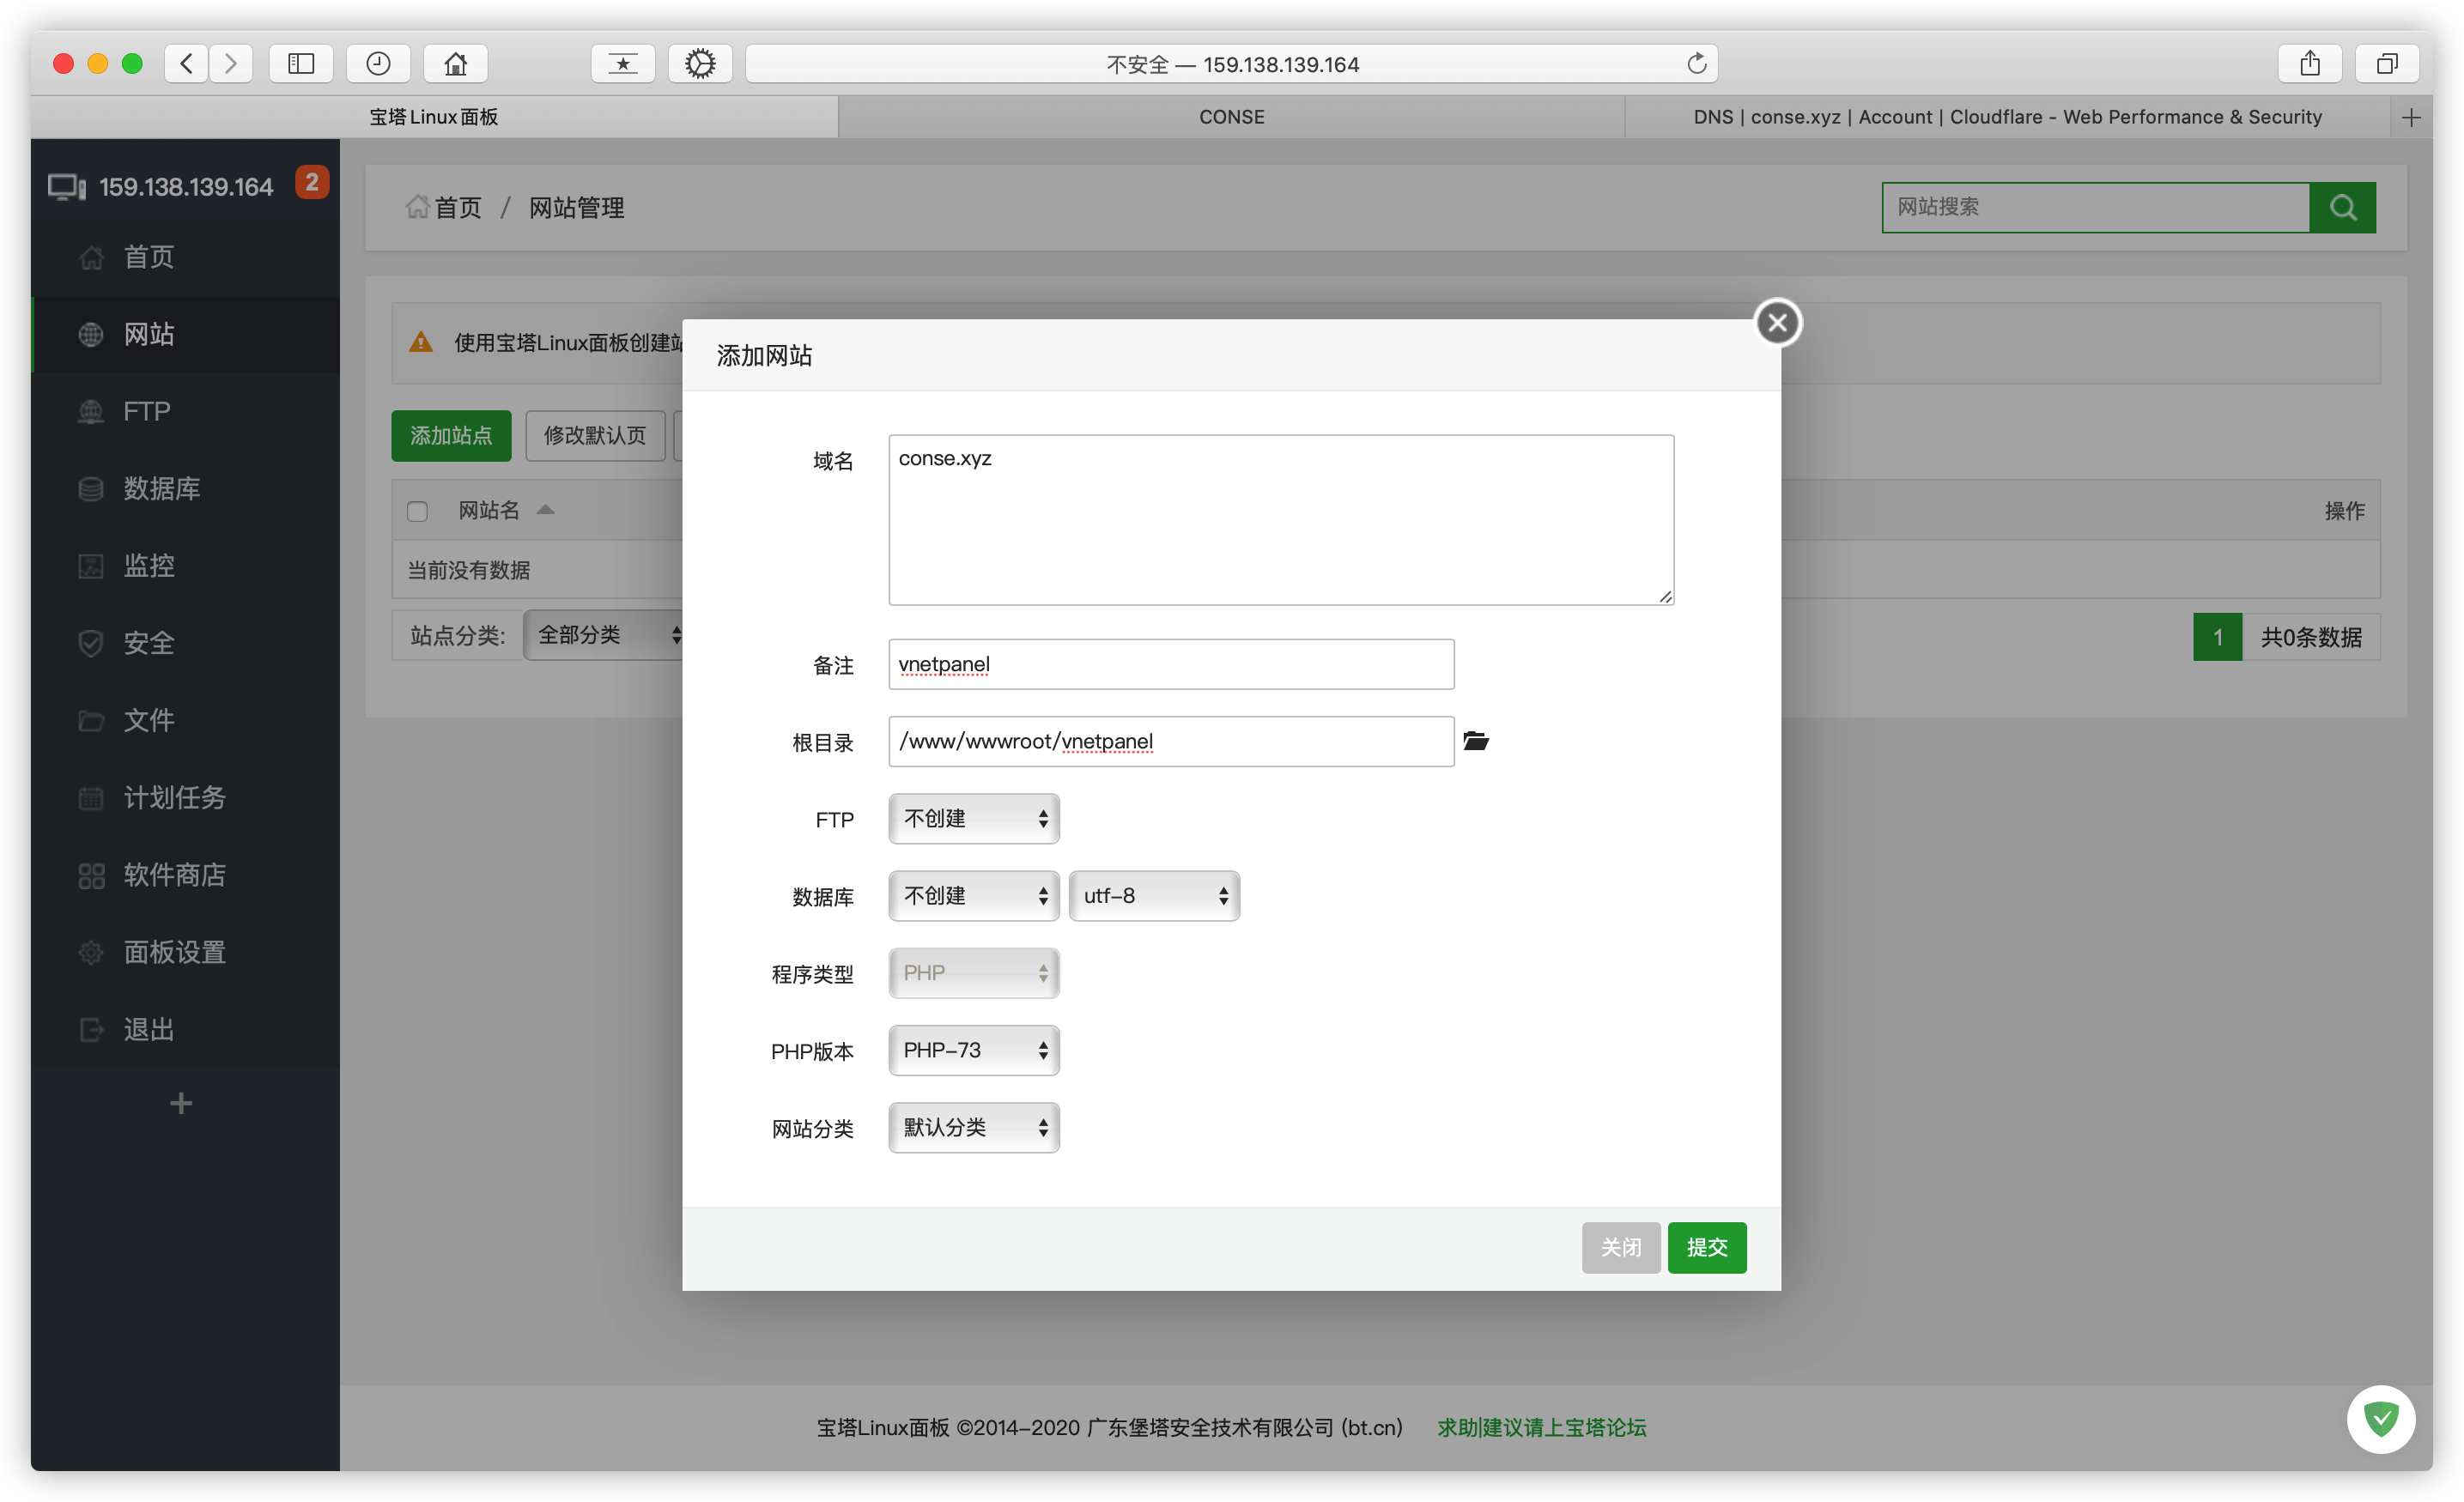 不安全 — 159.138.139.164
宝塔Linux面板
CONSE
DNS | conse.xyz | Account | Cloudflare - Web Performance & Security
159.138.139.164
2
首页
网站
FTP
数据库
监控
安全
文件
计划任务
软件商店
面板设置
退出
首页 / 网站管理
网站搜索
使用宝塔Linux面板创建站
添加站点
修改默认页
网站名
操作
当前没有数据
站点分类:
全部分类
1
共0条数据
添加网站
域名
conse.xyz
备注
vnetpanel
根目录
/www/wwwroot/vnetpanel
FTP
不创建
数据库
不创建
utf-8
程序类型
PHP
PHP版本
PHP-73
网站分类
默认分类
关闭
提交
宝塔Linux面板 ©2014-2020 广东堡塔安全技术有限公司 (bt.cn)
求助|建议请上宝塔论坛